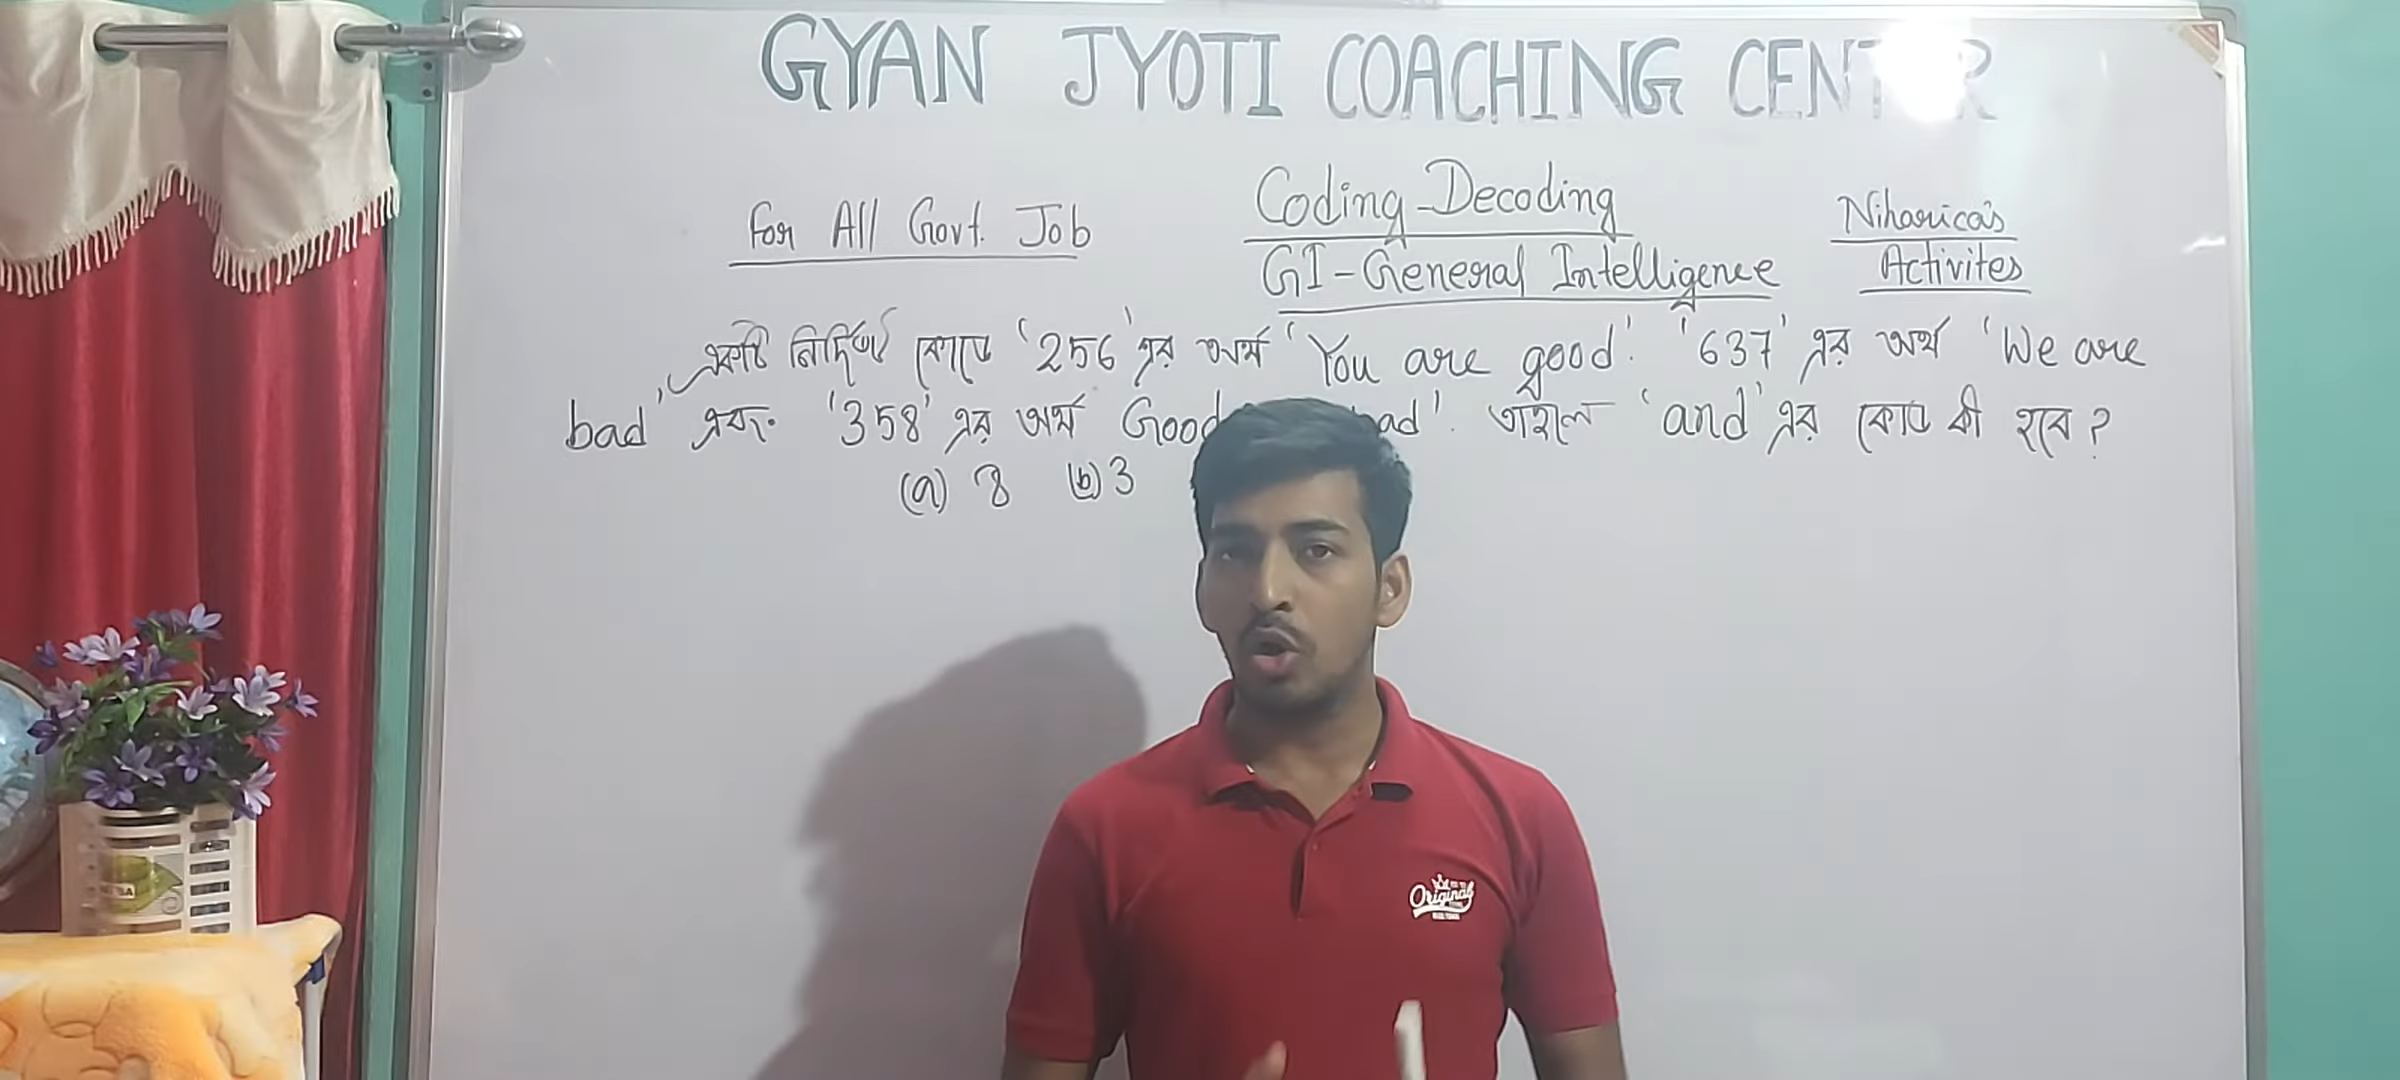 GYAN JYOTI COACHING CEN R
For All Govt. Job
Coding-Decoding
GI-General Intelligence
Niharica's
Activites
একটি নির্দিষ্ট কোডে '256' এর অর্থ 'You are good'. '637' এর অর্থ 'We are
bad', এবং '358' এর অর্থ Good ad'. তাহলে 'and' এর কোড কী হবে?
(a) 8 (b) 3
Original